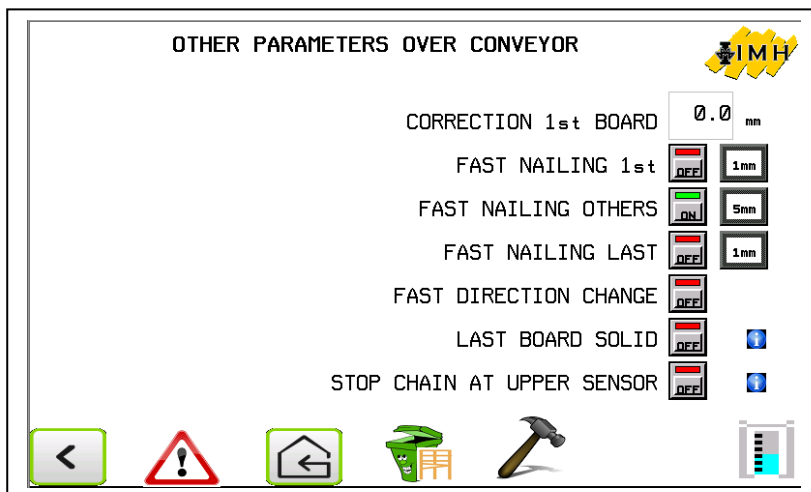 OTHER PARAMETERS OVER CONVEYOR
IMH
CORRECTION 1st BOARD 0.0 mm
FAST NAILING 1st OFF 1mm
FAST NAILING OTHERS ON 5mm
FAST NAILING LAST OFF 1mm
FAST DIRECTION CHANGE OFF
LAST BOARD SOLID OFF i
STOP CHAIN AT UPPER SENSOR OFF i